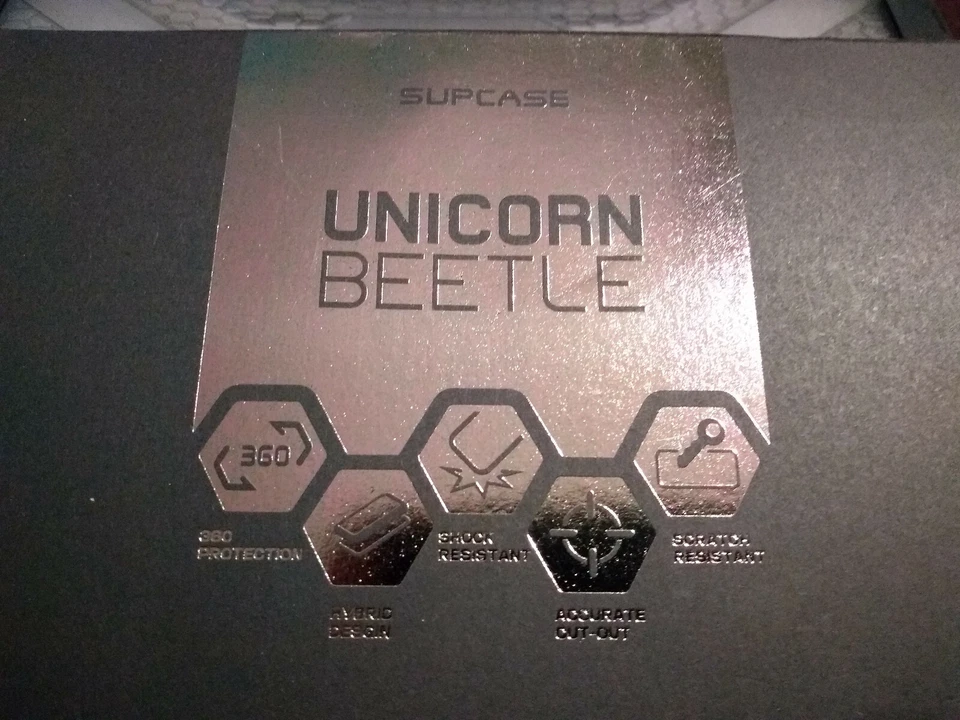 SUPCASE
UNICORN
BEETLE
360
360
PROTECTION
HYBRID
DESIGN
SHOCK
RESISTANT
ACCURATE
CUT-OUT
SCRATCH
RESISTANT